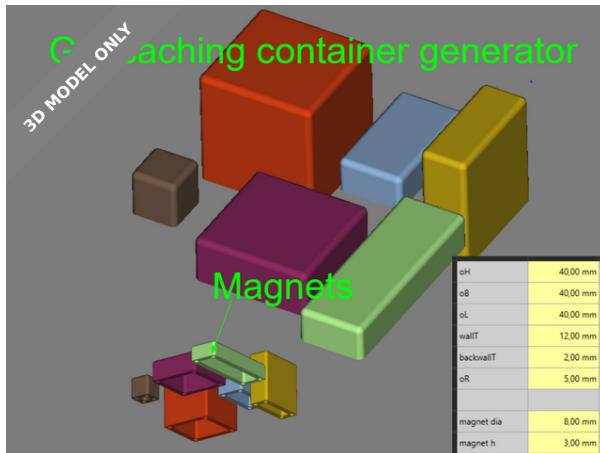 3D MODEL ONLY
caching container generator
Magnets
oH 40,00 mm
oB 40,00 mm
oL 40,00 mm
wallT 12,00 mm
backwallT 2,00 mm
oR 5,00 mm
magnet dia 8,00 mm
magnet h 3,00 mm